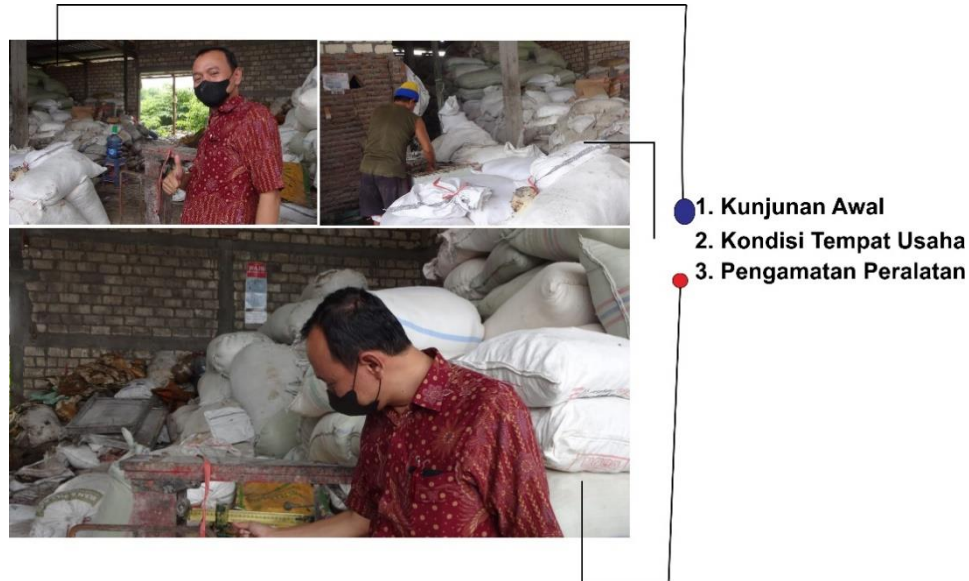 1. Kunjunan Awal
2. Kondisi Tempat Usaha
3. Pengamatan Peralatan